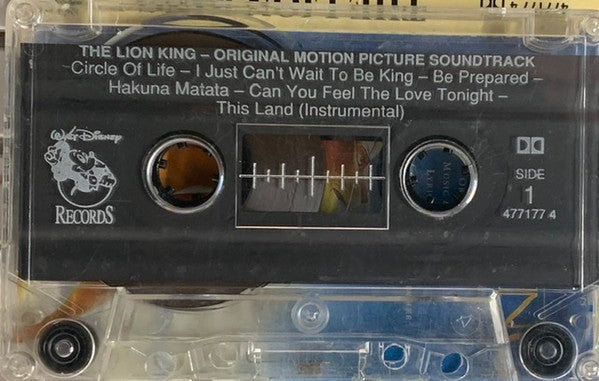 THE LION KING – ORIGINAL MOTION PICTURE SOUNDTRACK
Circle Of Life – I Just Can't Wait To Be King – Be Prepared –
Hakuna Matata – Can You Feel The Love Tonight –
This Land (Instrumental)
WALT DISNEY
RECORDS
SIDE
1
477177 4